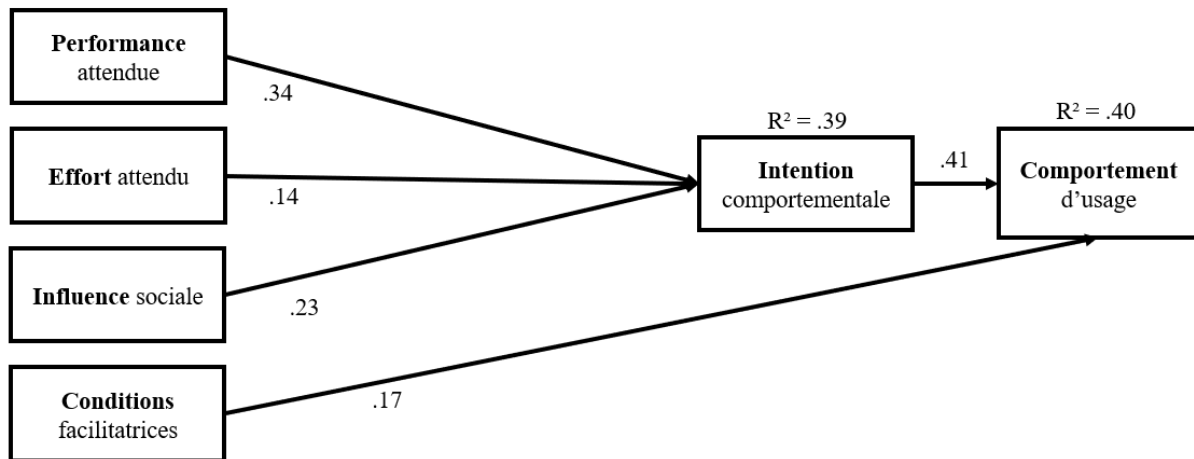 Performance
attendue
.34
Effort attendu
.14
Influence sociale
.23
Conditions
facilitatrices
.17
R² = .39
Intention
comportementale
.41
R² = .40
Comportement
d’usage